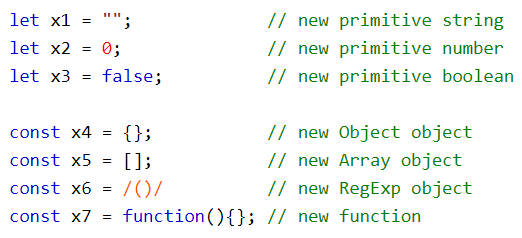 let x1 = "";             // new primitive string
let x2 = 0;              // new primitive number
let x3 = false;          // new primitive boolean

const x4 = {};           // new Object object
const x5 = [];           // new Array object
const x6 = /()/          // new RegExp object
const x7 = function(){}; // new function